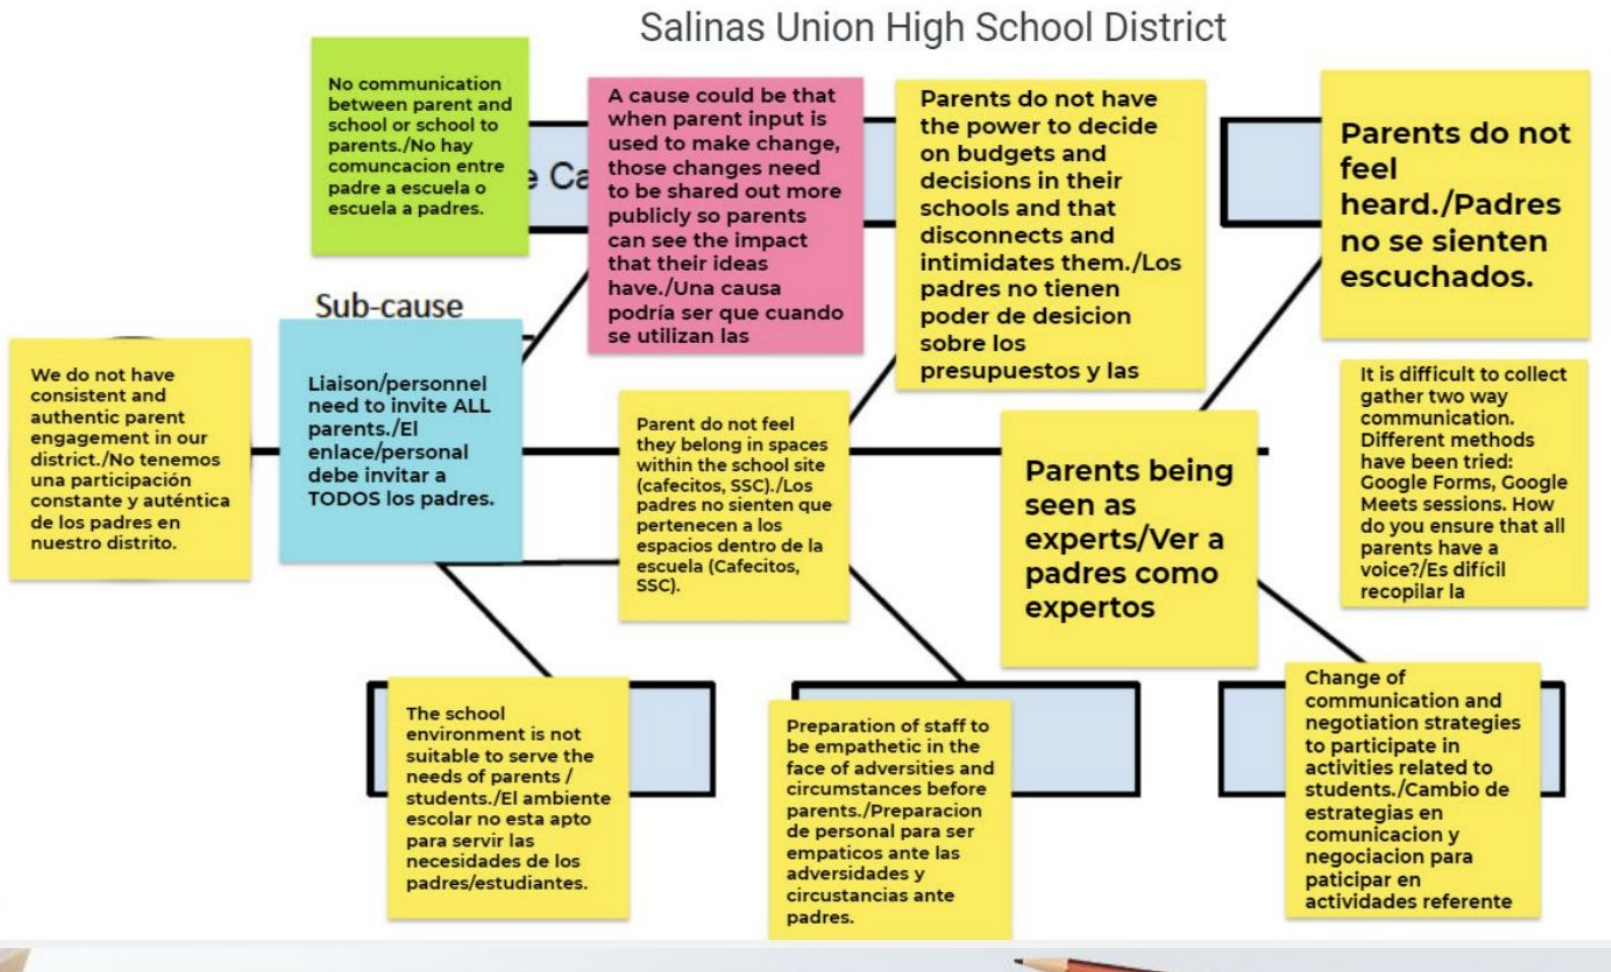 Salinas Union High School District
No communication
between parent and
school or school to
parents./No hay
comuncacion entre
padre a escuela o
escuela a padres.
A cause could be that
when parent input is
used to make change,
those changes need
to be shared out more
publicly so parents
can see the impact
that their ideas
have./Una causa
podría ser que cuando
se utilizan las
Parents do not have
the power to decide
on budgets and
decisions in their
schools and that
disconnects and
intimidates them./Los
padres no tienen
poder de desicion
sobre los
presupuestos y las
Parents do not
feel
heard./Padres
no se sienten
escuchados.
Sub-cause
We do not have
consistent and
authentic parent
engagement in our
district./No tenemos
una participación
constante y auténtica
de los padres en
nuestro distrito.
Liaison/personnel
need to invite ALL
parents./El
enlace/personal
debe invitar a
TODOS los padres.
Parent do not feel
they belong in spaces
within the school site
(cafecitos, SSC)./Los
padres no sienten que
pertenecen a los
espacios dentro de la
escuela (Cafecitos,
SSC).
Parents being
seen as
experts/Ver a
padres como
expertos
It is difficult to collect
gather two way
communication.
Different methods
have been tried:
Google Forms, Google
Meets sessions. How
do you ensure that all
parents have a
voice?/Es difícil
recopilar la
The school
environment is not
suitable to serve the
needs of parents /
students./El ambiente
escolar no esta apto
para servir las
necesidades de los
padres/estudiantes.
Preparation of staff to
be empathetic in the
face of adversities and
circumstances before
parents./Preparacion
de personal para ser
empaticos ante las
adversidades y
circustancias ante
padres.
Change of
communication and
negotiation strategies
to participate in
activities related to
students./Cambio de
estrategias en
comunicacion y
negociacion para
paticipar en
actividades referente